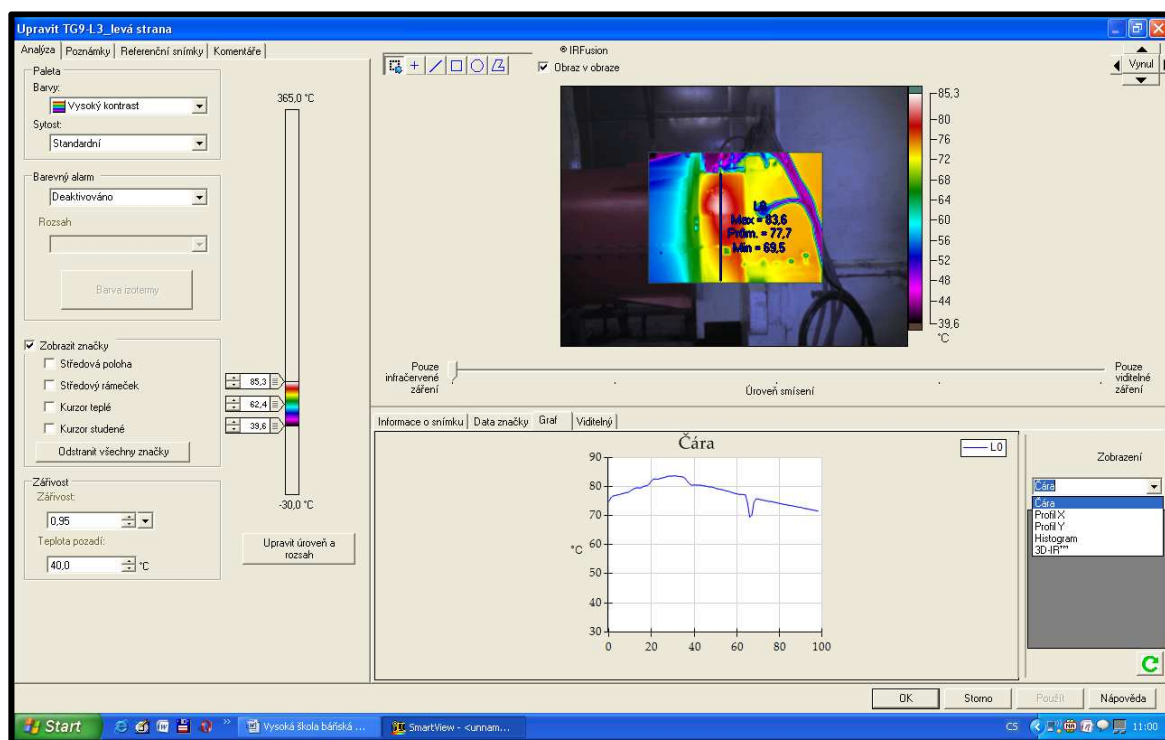 Upravit TG9-L3_levá strana
Analýza
Poznámky
Referenční snímky
Komentáře
Paleta
Barvy:
Vysoký kontrast
Sytost:
Standardní
Barevný alarm
Deaktivováno
Rozsah
Barva izotermy
Zobrazit značky
Středová poloha
Středový rámeček
Kurzor teplé
Kurzor studené
Odstranit všechny značky
Zářivost
Zářivost:
0,95
Teplota pozadí:
40,0 °C
365,0 °C
85,3
62,4
39,6
-30,0 °C
Upravit úroveň a
rozsah
® IRFusion
Obraz v obraze
Vynul
L0
Max = 83,6
Prům. = 77,7
Min = 69,5
85,3
80
76
72
68
64
60
56
52
48
44
39,6
°C
Pouze
infračervené
záření
Úroveň smísení
Pouze
viditelné
záření
Informace o snímku
Data značky
Graf
Viditelný
Čára
L0
90
80
70
60
50
40
30
°C
0 20 40 60 80 100
Zobrazení
Čára
Čára
Profil X
Profil Y
Histogram
3D-IR™
OK
Storno
Použít
Nápověda
Start
»
Vysoká škola báňská ...
SmartView - <unnam...
CS
11:00